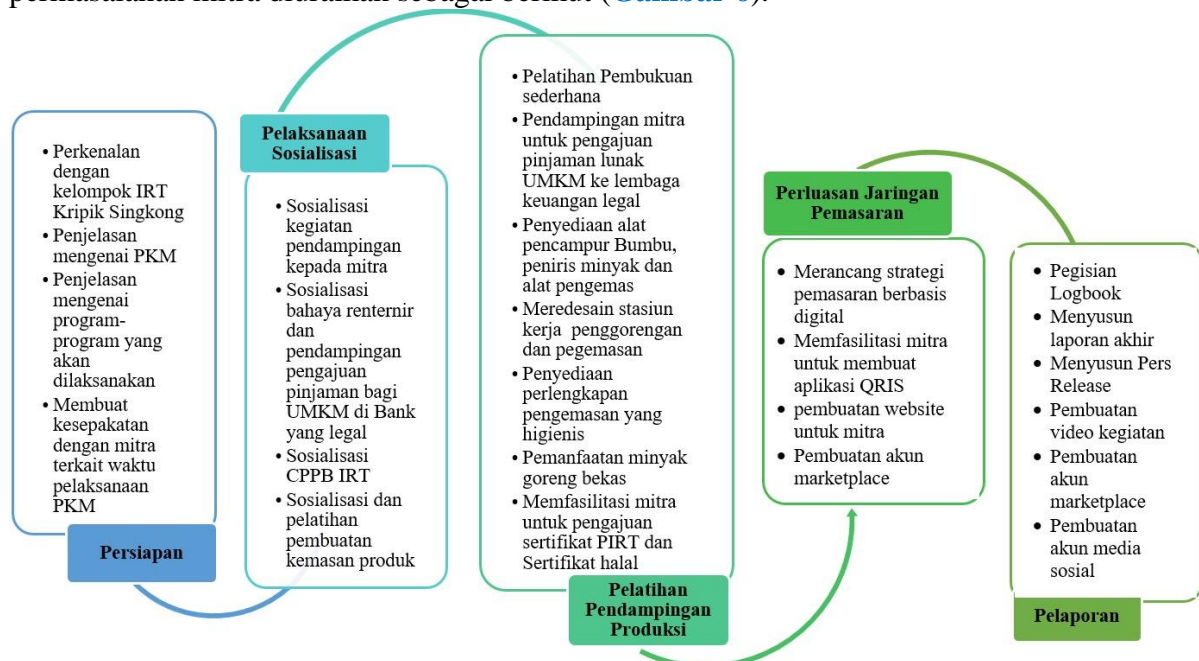 permasalahan mitra diuraikan sebagai berikut (Gambar 6).
• Perkenalan
dengan
kelompok IRT
Kripik Singkong
• Penjelasan
mengenai PKM
• Penjelasan
mengenai
program-
program yang
akan
dilaksanakan
• Membuat
kesepakatan
dengan mitra
terkait waktu
pelaksanaan
PKM
Persiapan
Pelaksanaan
Sosialisasi
• Sosialisasi
kegiatan
pendampingan
kepada mitra
• Sosialisasi
bahaya renternir
dan
pendampingan
pengajuan
pinjaman bagi
UMKM di Bank
yang legal
• Sosialisasi
CPPB IRT
• Sosialisasi dan
pelatihan
pembuatan
kemasan produk
• Pelatihan Pembukuan
sederhana
• Pendampingan mitra
untuk pengajuan
pinjaman lunak
UMKM ke lembaga
keuangan legal
• Penyediaan alat
pencampur Bumbu,
peniris minyak dan
alat pengemas
• Meredesain stasiun
kerja penggorengan
dan pegemasan
• Penyediaan
perlengkapan
pengemasan yang
higienis
• Pemanfaatan minyak
goreng bekas
• Memfasilitasi mitra
untuk pengajuan
sertifikat PIRT dan
Sertifikat halal
Pelatihan
Pendampingan
Produksi
Perluasan Jaringan
Pemasaran
• Merancang strategi
pemasaran berbasis
digital
• Memfasilitasi mitra
untuk membuat
aplikasi QRIS
• pembuatan website
untuk mitra
• Pembuatan akun
marketplace
• Pegisian
Logbook
• Menyusun
laporan akhir
• Menyusun Pers
Release
• Pembuatan
video kegiatan
• Pembuatan
akun
marketplace
• Pembuatan
akun media
sosial
Pelaporan